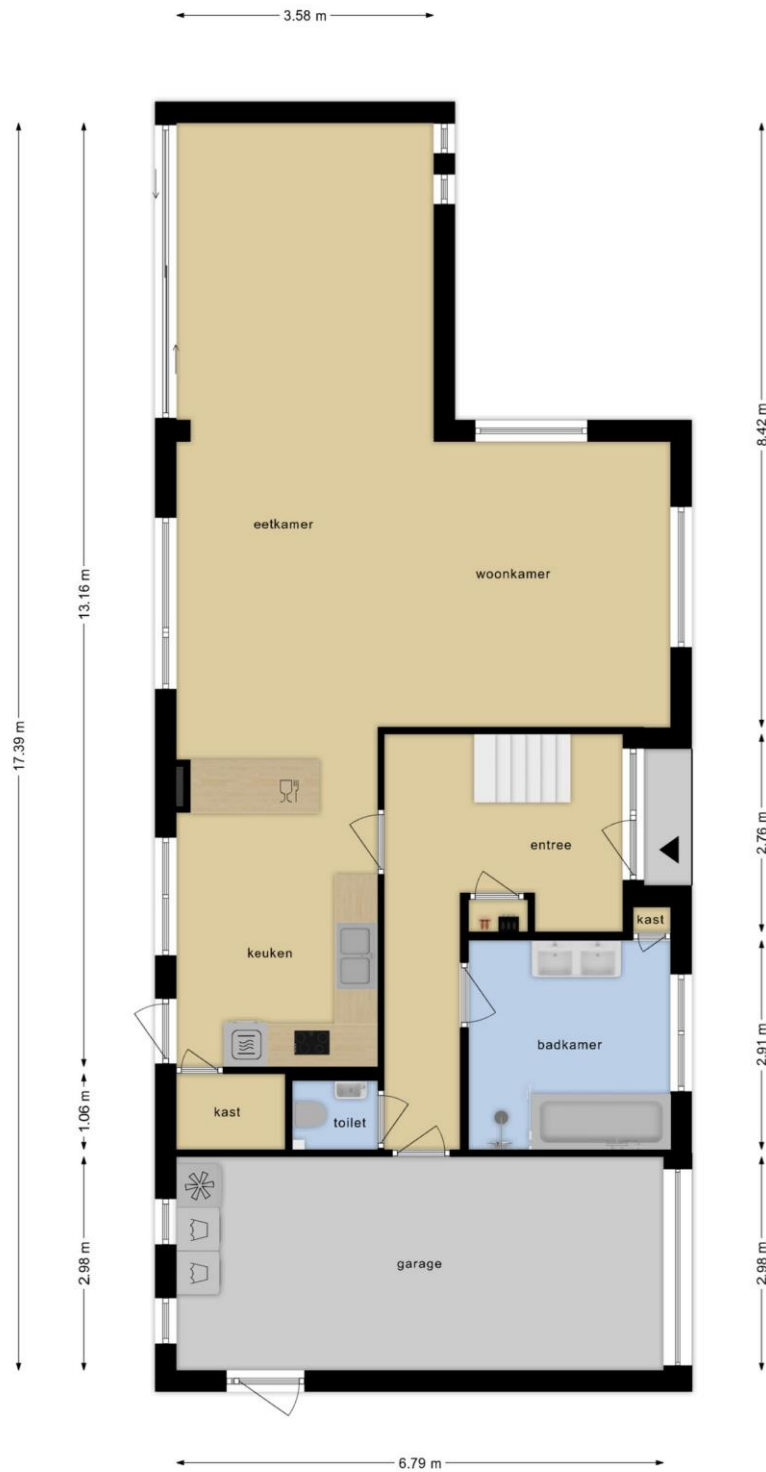 3.58 m
8.42 m
13.16 m
17.39 m
eetkamer
woonkamer
2.76 m
entree
kast
keuken
badkamer
2.91 m
1.06 m
kast
toilet
2.98 m
garage
2.98 m
6.79 m